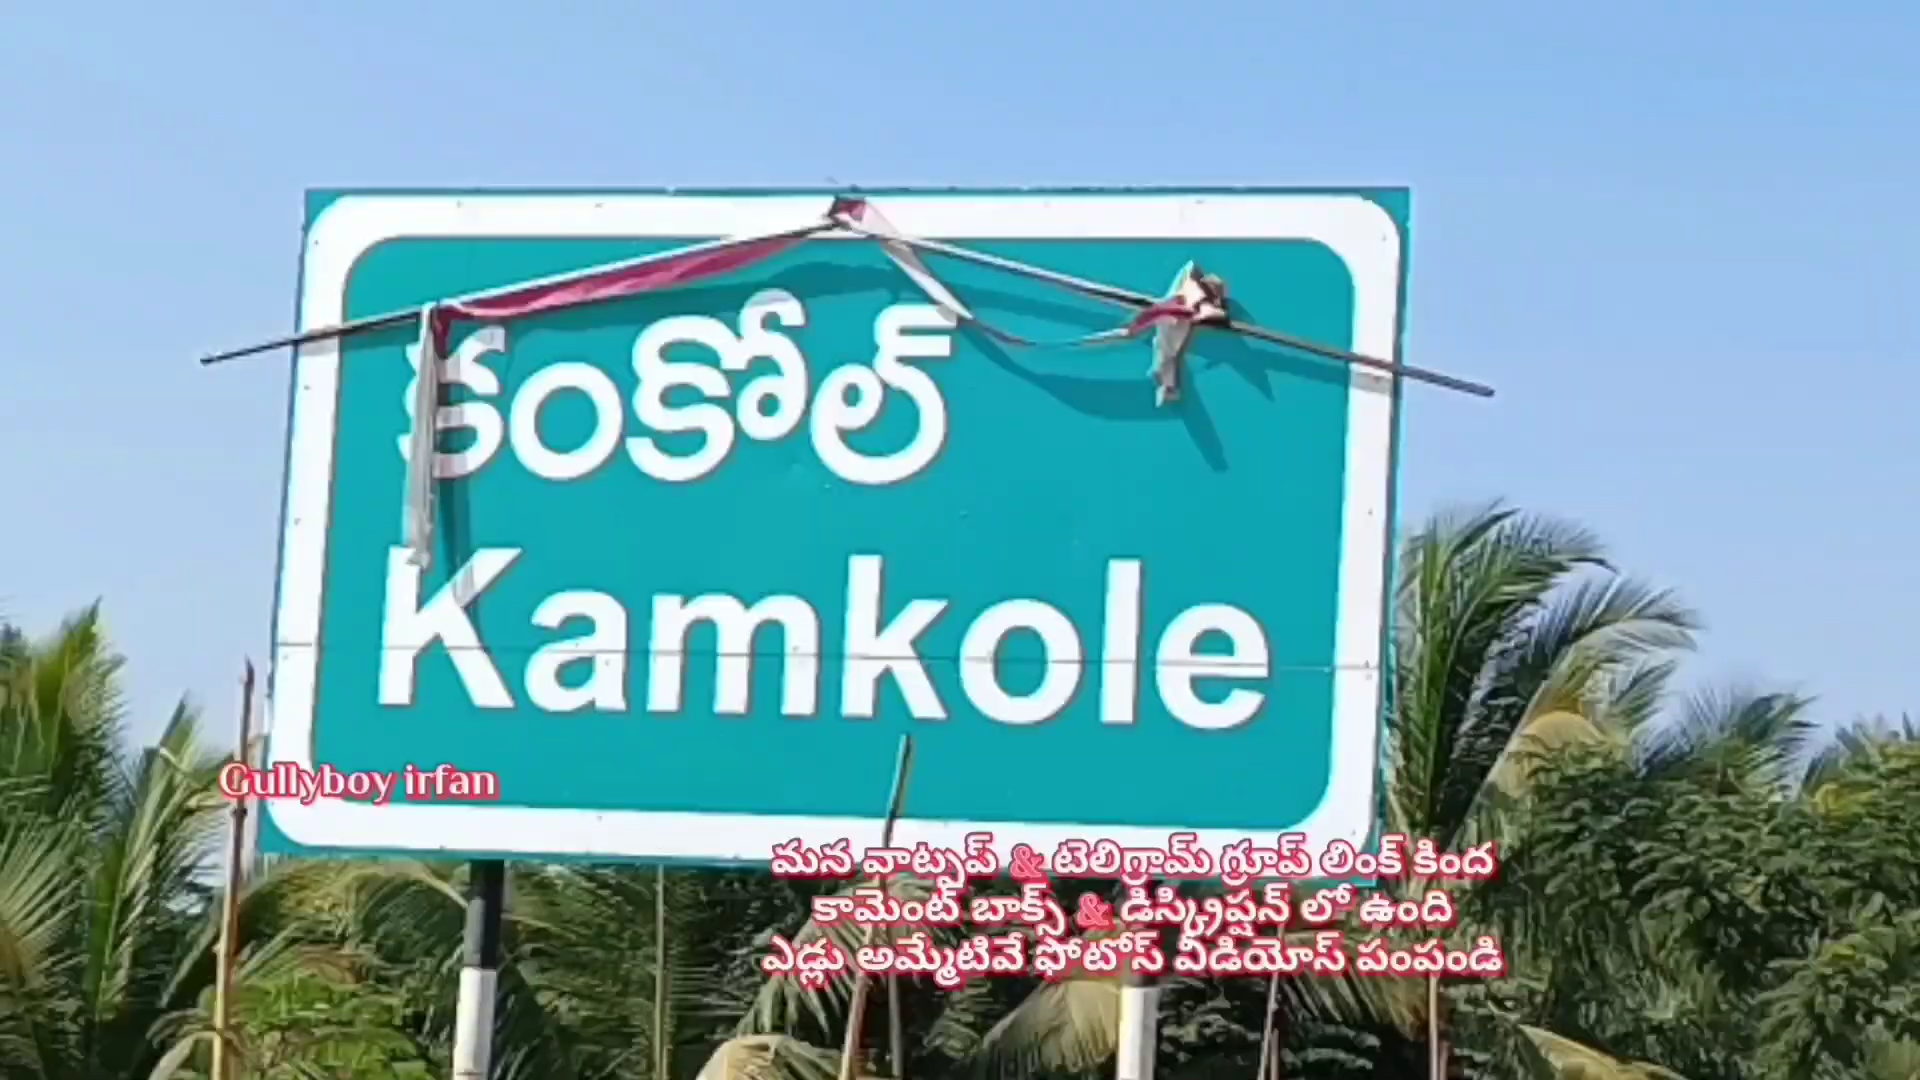 కంకోల్
Kamkole
Gullyboy irfan
మన వాట్సప్ & టెలిగ్రామ్ గ్రూప్ లింక్ కింద
కామెంట్ బాక్స్ & డిస్క్రిప్షన్ లో ఉంది
ఎడ్లు అమ్మేటివే ఫోటోస్ వీడియోస్ పంపండి